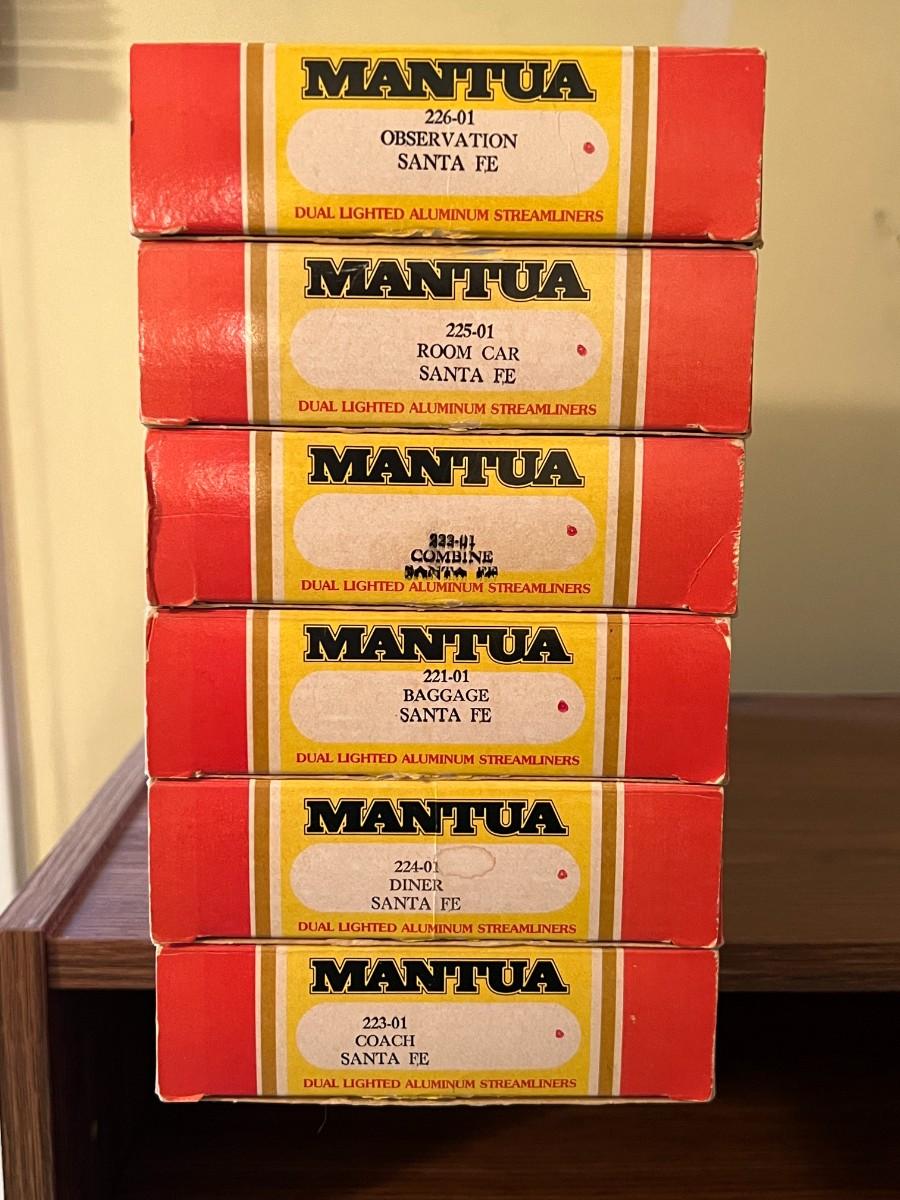 MANTUA
226-01
OBSERVATION
SANTA FE
DUAL LIGHTED ALUMINUM STREAMLINERS
MANTUA
225-01
ROOM CAR
SANTA FE
DUAL LIGHTED ALUMINUM STREAMLINERS
MANTUA
COMBINE
SANTA FE
DUAL LIGHTED ALUMINUM STREAMLINERS
MANTUA
221-01
BAGGAGE
SANTA FE
DUAL LIGHTED ALUMINUM STREAMLINERS
MANTUA
224-01
DINER
SANTA FE
DUAL LIGHTED ALUMINUM STREAMLINERS
MANTUA
223-01
COACH
SANTA FE
DUAL LIGHTED ALUMINUM STREAMLINERS